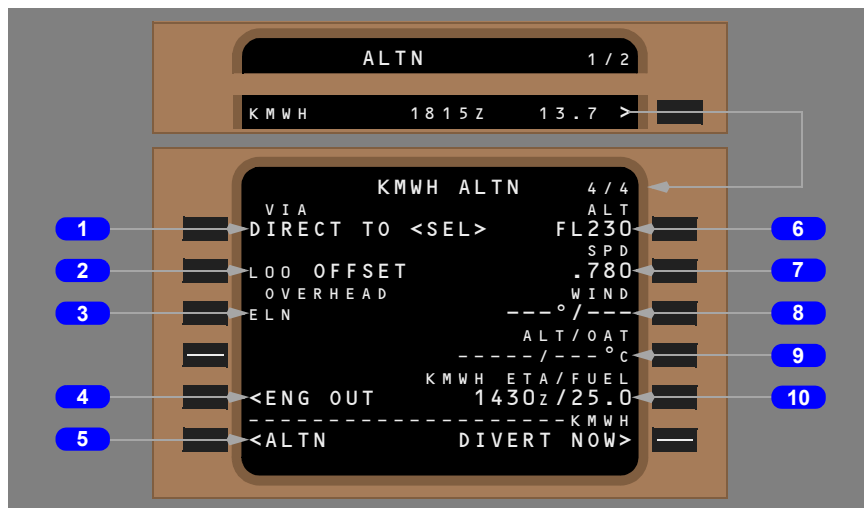 ALTN 1/2
KMWH 1815Z 13.7 >
KMWH ALTN 4/4
VIA ALT
1 DIRECT TO <SEL> FL230 6
SPD
2 L00 OFFSET .780 7
OVERHEAD WIND
3 ELN ---°/--- 8
ALT/OAT
-----/---°C 9
KMWH ETA/FUEL
4 <ENG OUT 1430Z/25.0 10
--------------------KMWH
5 <ALTN DIVERT NOW>